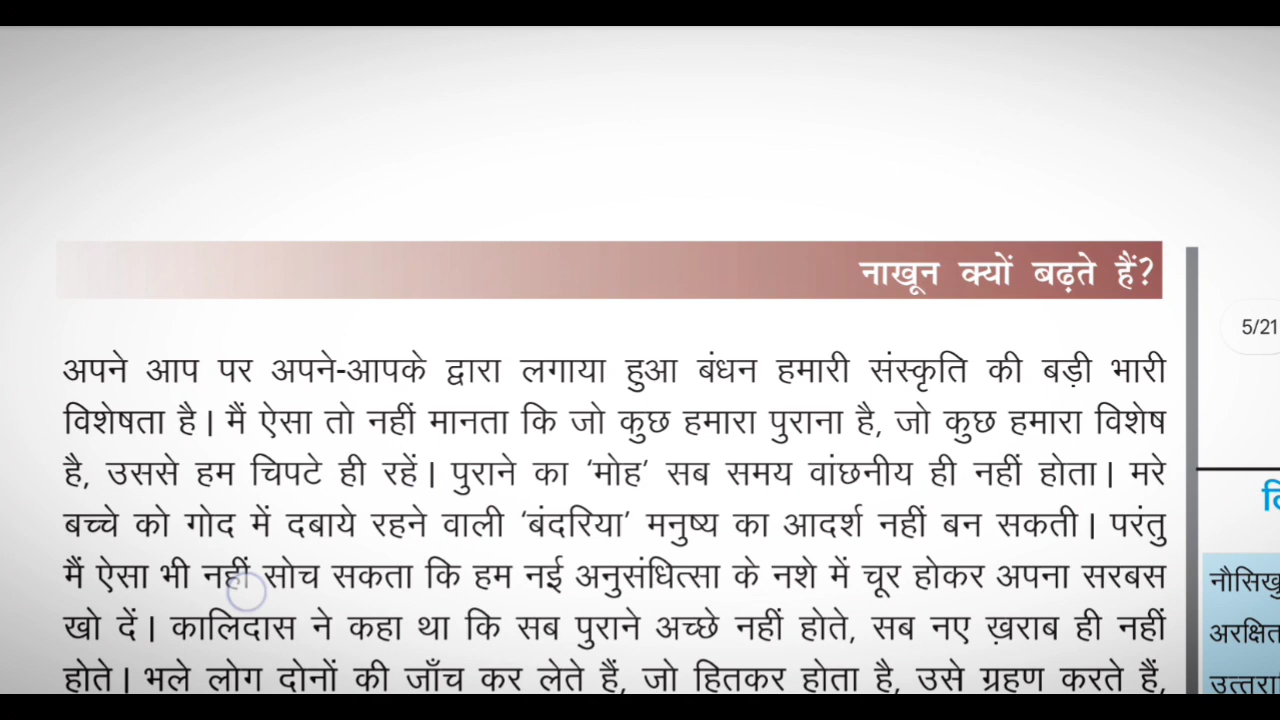 नाखून क्यों बढ़ते हैं?
5/21
अपने आप पर अपने-आपके द्वारा लगाया हुआ बंधन हमारी संस्कृति की बड़ी भारी
विशेषता है। मैं ऐसा तो नहीं मानता कि जो कुछ हमारा पुराना है, जो कुछ हमारा विशेष
है, उससे हम चिपटे ही रहें। पुराने का ‘मोह’ सब समय वांछनीय ही नहीं होता। मरे
बच्चे को गोद में दबाये रहने वाली ‘बंदरिया’ मनुष्य का आदर्श नहीं बन सकती। परंतु
मैं ऐसा भी नहीं सोच सकता कि हम नई अनुसंधित्सा के नशे में चूर होकर अपना सरबस
खो दें। कालिदास ने कहा था कि सब पुराने अच्छे नहीं होते, सब नए ख़राब ही नहीं
होते। भले लोग दोनों की जाँच कर लेते हैं, जो हितकर होता है, उसे ग्रहण करते हैं,
नौसिखु
अरक्षित